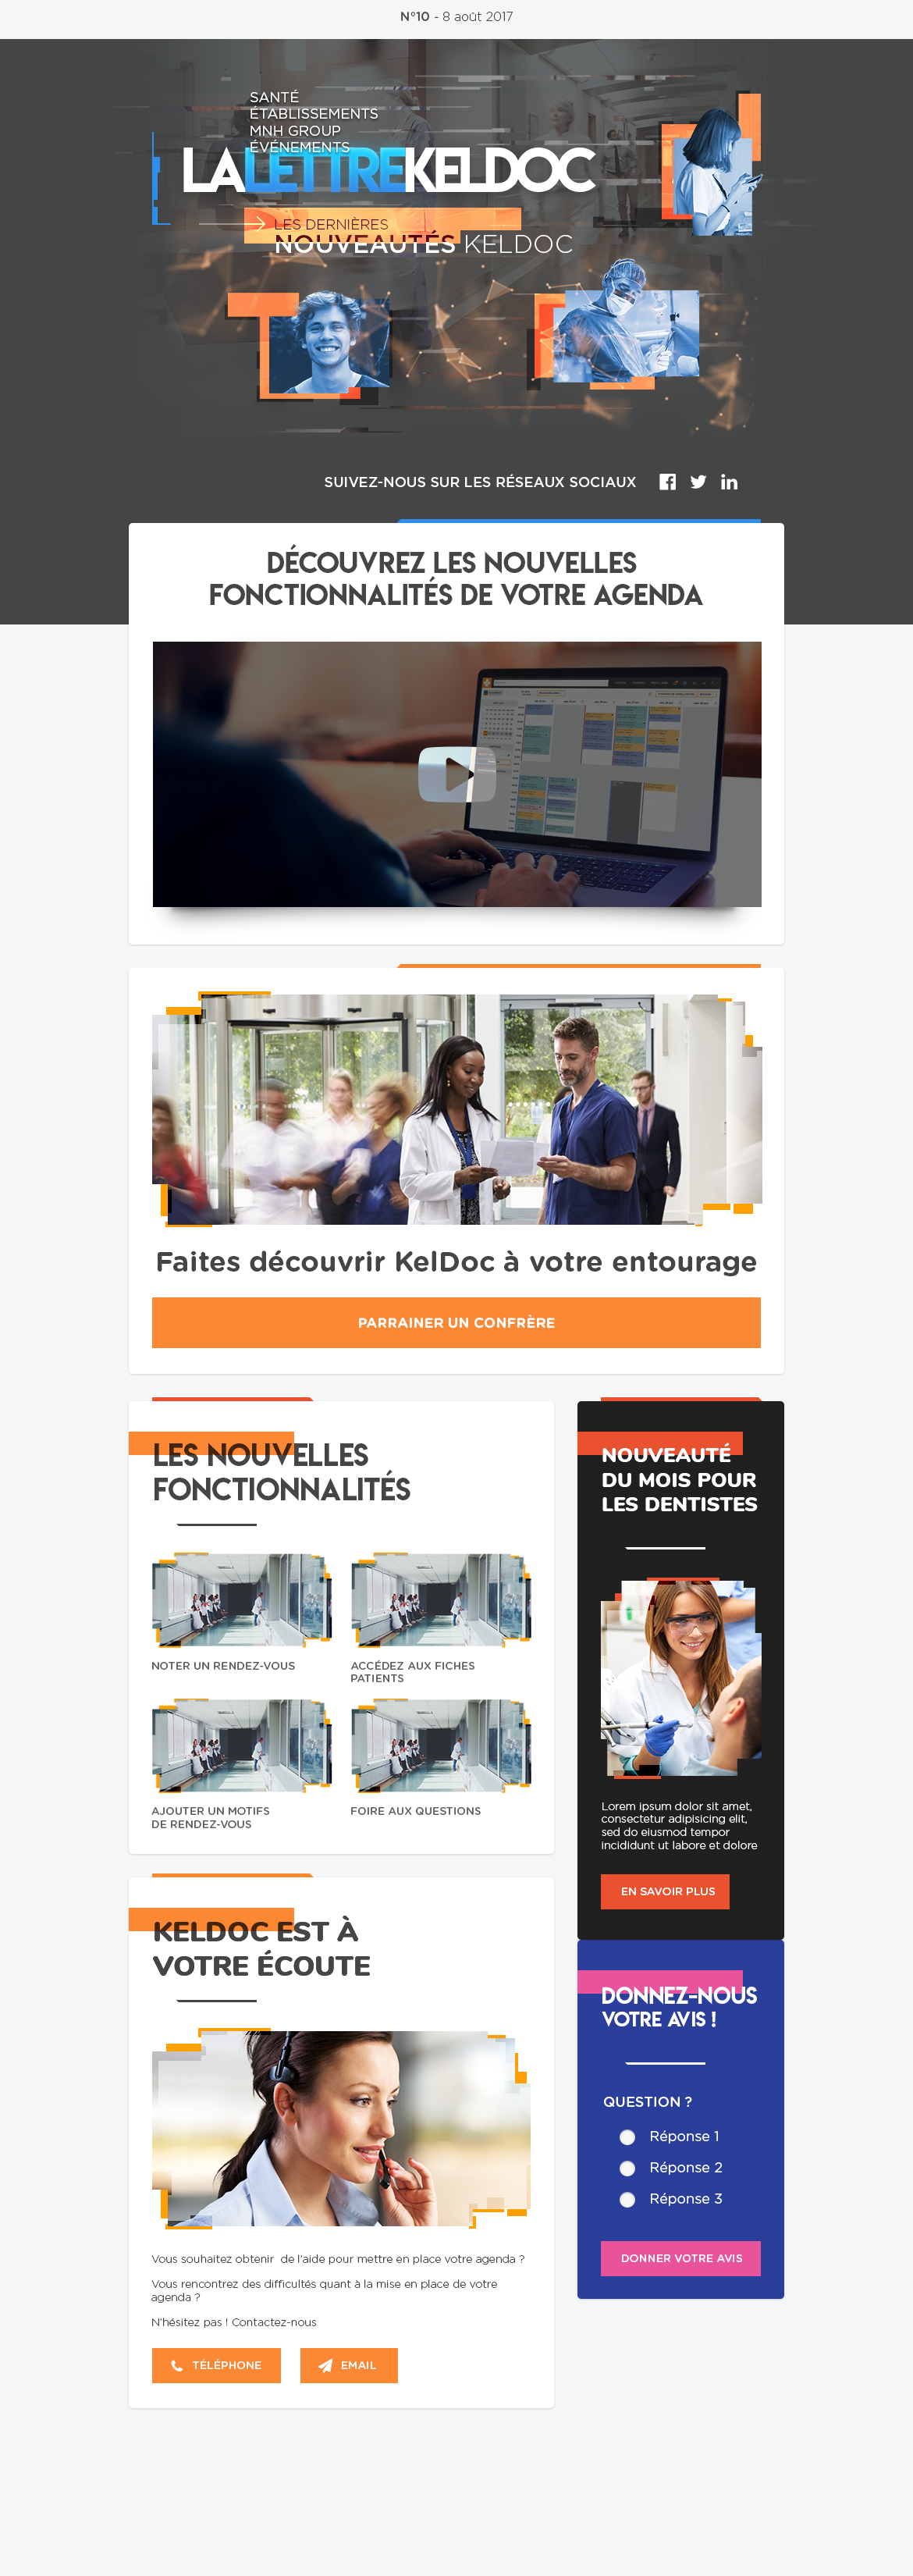 N°10 - 8 août 2017
SANTÉ
ÉTABLISSEMENTS
MNH GROUP
ÉVÉNEMENTS
LALETTREKELDOC
LES DERNIÈRES
NOUVEAUTÉS KELDOC
SUIVEZ-NOUS SUR LES RÉSEAUX SOCIAUX
DÉCOUVREZ LES NOUVELLES
FONCTIONNALITÉS DE VOTRE AGENDA
Faites découvrir KelDoc à votre entourage
PARRAINER UN CONFRÈRE
LES NOUVELLES
FONCTIONNALITÉS
NOTER UN RENDEZ-VOUS
ACCÉDEZ AUX FICHES
PATIENTS
AJOUTER UN MOTIFS
DE RENDEZ-VOUS
FOIRE AUX QUESTIONS
KELDOC EST À
VOTRE ÉCOUTE
Vous souhaitez obtenir de l'aide pour mettre en place votre agenda ?
Vous rencontrez des difficultés quant à la mise en place de votre
agenda ?
N'hésitez pas ! Contactez-nous
TÉLÉPHONE
EMAIL
NOUVEAUTÉ
DU MOIS POUR
LES DENTISTES
Lorem ipsum dolor sit amet,
consectetur adipisicing elit,
sed do eiusmod tempor
incididunt ut labore et dolore
EN SAVOIR PLUS
DONNEZ-NOUS
VOTRE AVIS !
QUESTION ?
Réponse 1
Réponse 2
Réponse 3
DONNER VOTRE AVIS